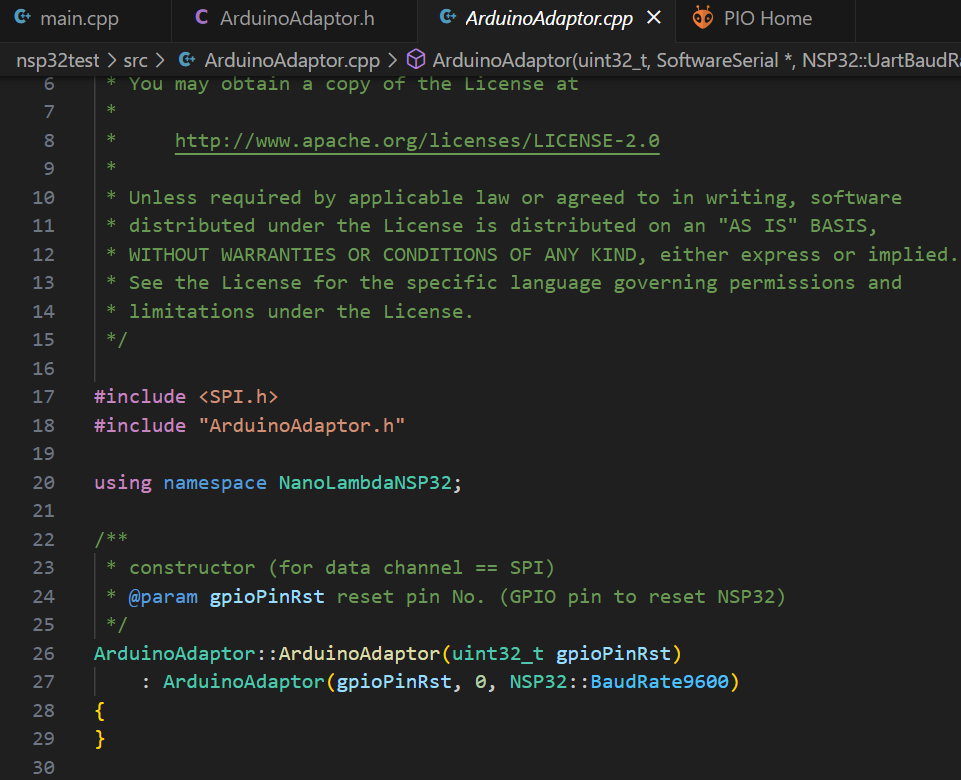 main.cpp
ArduinoAdaptor.h
ArduinoAdaptor.cpp
PIO Home
nsp32test > src > ArduinoAdaptor.cpp > ArduinoAdaptor(uint32_t, SoftwareSerial *, NSP32::UartBaudRa
6 * You may obtain a copy of the License at
7 *
8 * http://www.apache.org/licenses/LICENSE-2.0
9 *
10 * Unless required by applicable law or agreed to in writing, software
11 * distributed under the License is distributed on an "AS IS" BASIS,
12 * WITHOUT WARRANTIES OR CONDITIONS OF ANY KIND, either express or implied.
13 * See the License for the specific language governing permissions and
14 * limitations under the License.
15 */
16
17 #include <SPI.h>
18 #include "ArduinoAdaptor.h"
19
20 using namespace NanoLambdaNSP32;
21
22 /**
23 * constructor (for data channel == SPI)
24 * @param gpioPinRst reset pin No. (GPIO pin to reset NSP32)
25 */
26 ArduinoAdaptor::ArduinoAdaptor(uint32_t gpioPinRst)
27 : ArduinoAdaptor(gpioPinRst, 0, NSP32::BaudRate9600)
28 {
29 }
30